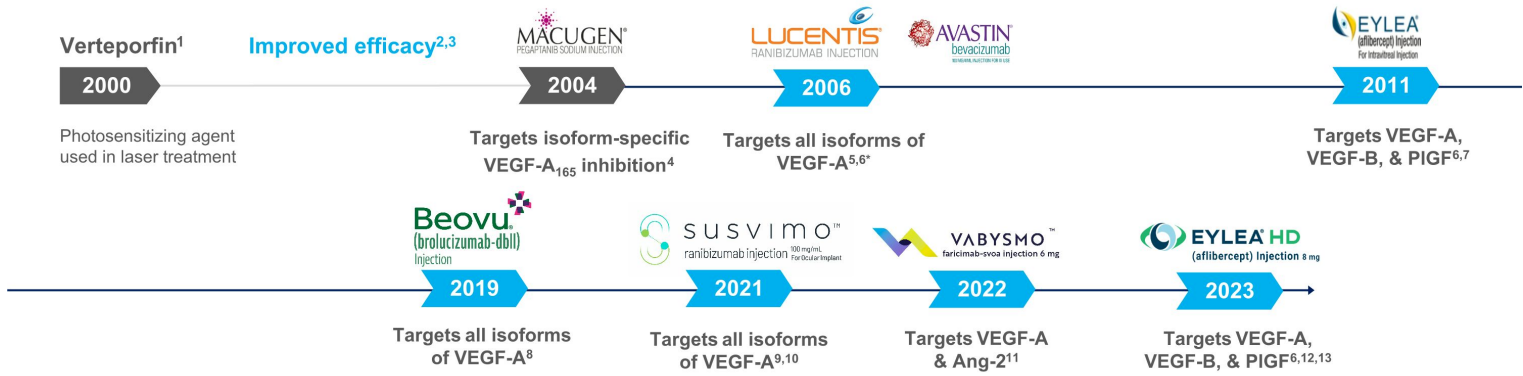 Verteporfin1
2000
Photosensitizing agent
used in laser treatment
Improved efficacy2,3
MACUGEN®
PEGAPTANIB SODIUM INJECTION
2004
Targets isoform-specific
VEGF-A165 inhibition4
LUCENTIS®
RANIBIZUMAB INJECTION
AVASTIN®
bevacizumab
2006
Targets all isoforms of
VEGF-A5,6*
EYLEA®
(aflibercept) Injection
For Intravitreal Injection
2011
Targets VEGF-A,
VEGF-B, & PIGF6,7
Beovu®
(brolucizumab-dbll)
Injection
2019
Targets all isoforms
of VEGF-A8
SUSVIMO™
ranibizumab injection 100 mg/mL
For Ocular Implant
2021
Targets all isoforms
of VEGF-A9,10
VABYSMO™
faricimab-svoa injection 6 mg
2022
Targets VEGF-A
& Ang-211
EYLEA® HD
(aflibercept) Injection 8 mg
2023
Targets VEGF-A,
VEGF-B, & PIGF6,12,13